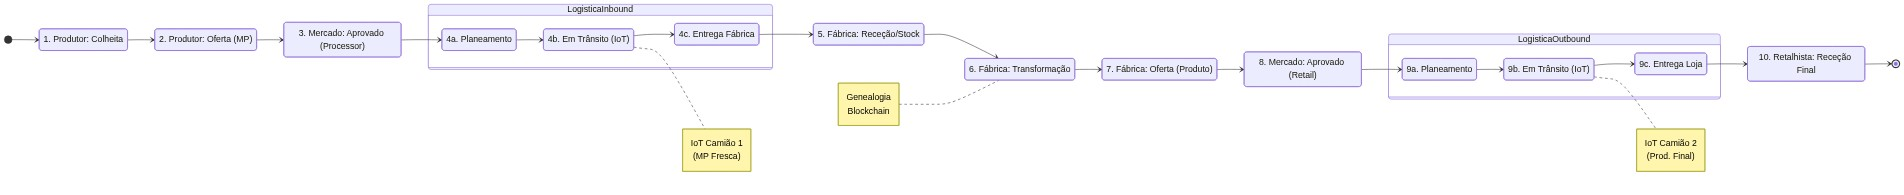 1. Produtor: Colheita
2. Produtor: Oferta (MP)
3. Mercado: Aprovado
(Processor)
LogisticaInbound
4a. Planeamento
4b. Em Trânsito (IoT)
4c. Entrega Fábrica
IoT Camião 1
(MP Fresca)
5. Fábrica: Receção/Stock
Genealogia
Blockchain
6. Fábrica: Transformação
7. Fábrica: Oferta (Produto)
8. Mercado: Aprovado
(Retail)
LogisticaOutbound
9a. Planeamento
9b. Em Trânsito (IoT)
9c. Entrega Loja
IoT Camião 2
(Prod. Final)
10. Retalhista: Receção
Final